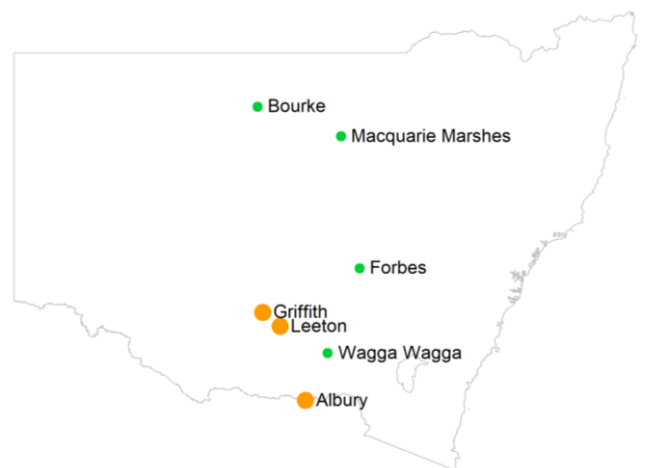 Bourke
Macquarie Marshes
Forbes
Griffith
Leeton
Wagga Wagga
Albury